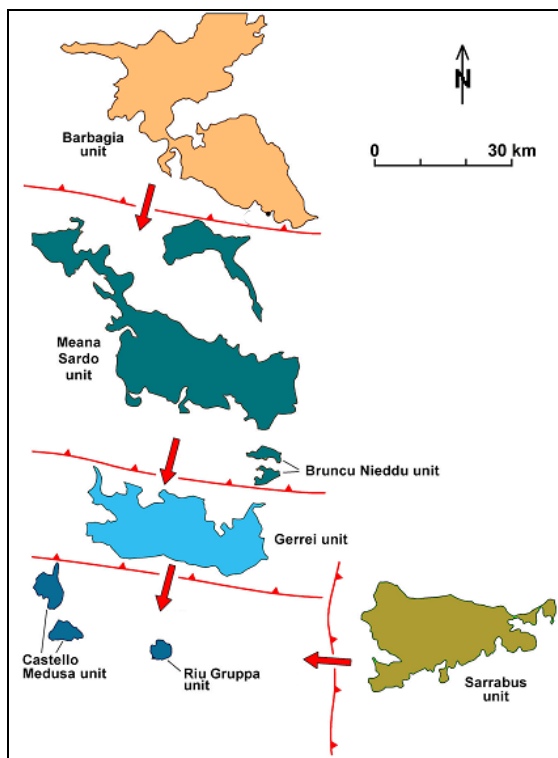 N
0
30 km
Barbagia
unit
Meana
Sardo
unit
Bruncu Nieddu unit
Gerrei unit
Castello
Medusa unit
Riu Gruppa
unit
Sarrabus
unit